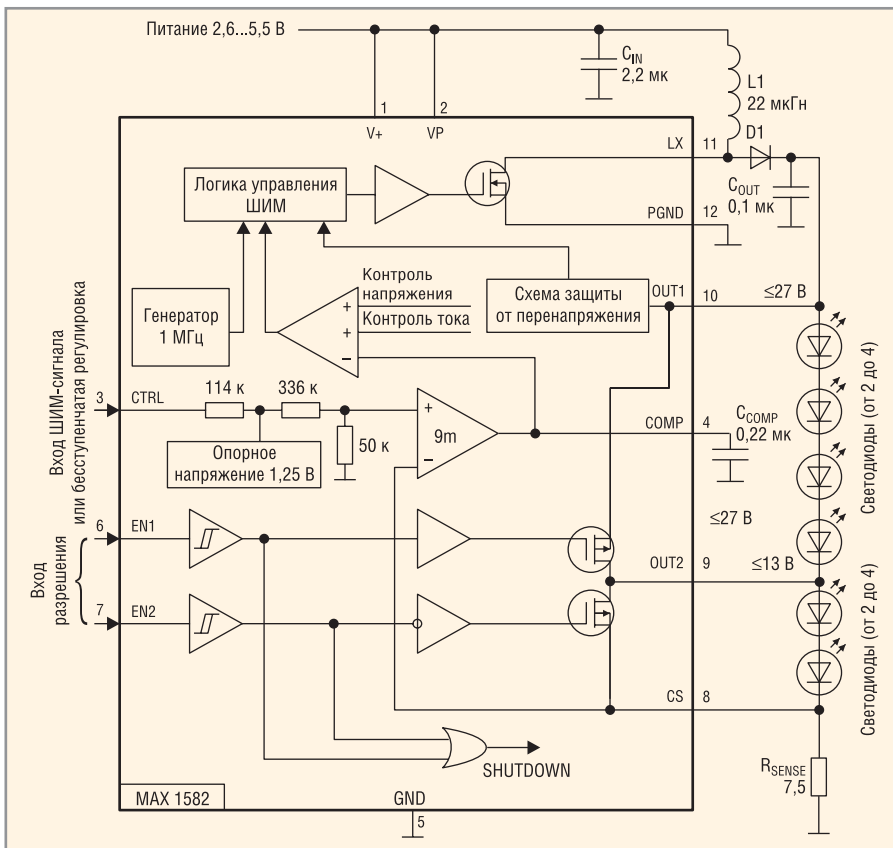 Питание 2,6...5,5 В
C_IN
2,2 мк
L1
22 мкГн
1
2
V+
VP
LX
11
D1
Логика управления
ШИМ
C_OUT
0,1 мк
PGND
12
Контроль
напряжения
Контроль тока
Генератор
1 МГц
Схема защиты
от перенапряжения
OUT1
10
≤27 В
+
+
–
Вход ШИМ-сигнала
или бесступенчатая регулировка
3
CTRL
114 к
336 к
50 к
Опорное
напряжение 1,25 В
+
9m
–
COMP
4
C_COMP
0,22 мк
Светодиоды (от 2 до 4)
≤27 В
Вход
разрешения
6
EN1
OUT2
9
≤13 В
7
EN2
Светодиоды (от 2 до 4)
CS
8
SHUTDOWN
R_SENSE
7,5
MAX 1582
GND
5